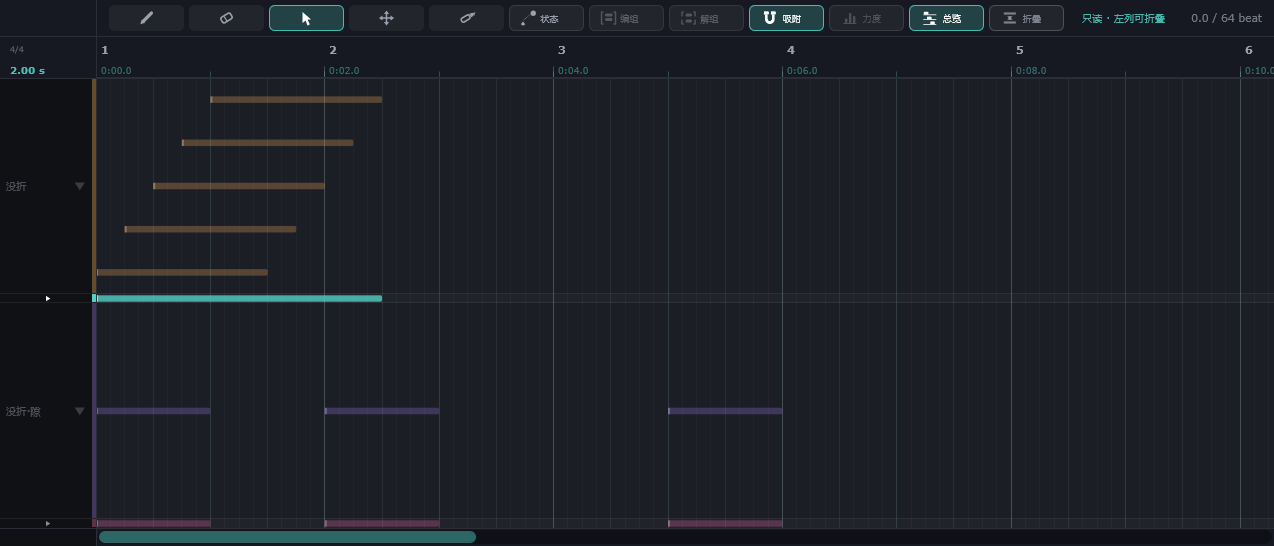 状态 编组 解组 吸附 力度 总览 折叠 只读·左列可折叠 0.0 / 64 beat
4/4 1 2 3 4 5 6
2.00 s 0:00.0 0:02.0 0:04.0 0:06.0 0:08.0 0:10.0
没折
没折·隙